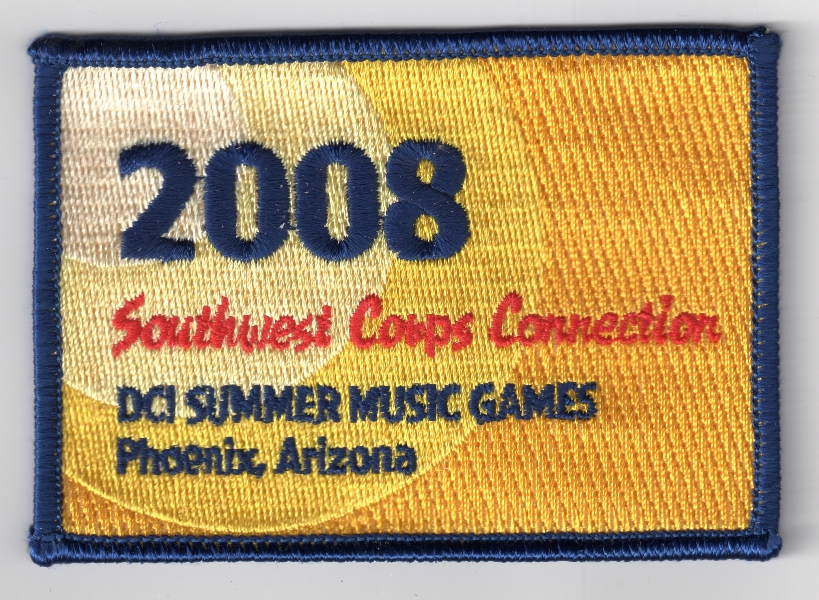 2008
Southwest Corps Connection
DCI SUMMER MUSIC GAMES
Phoenix, Arizona